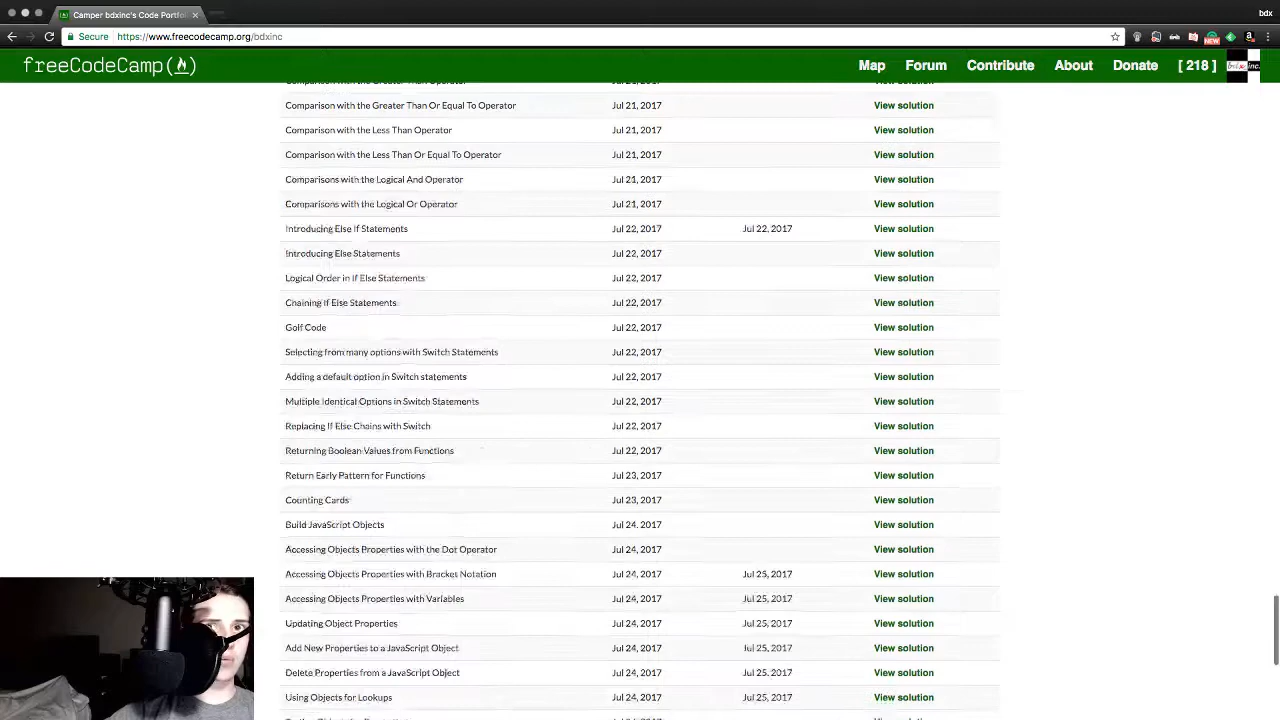 Camper bdxinc's Code Portfo
bdx
Secure https://www.freecodecamp.org/bdxinc
NEW
freeCodeCamp Map Forum Contribute About Donate [ 218 ]
Comparison with the Greater Than Operator Jul 21, 2017 View solution
Comparison with the Greater Than Or Equal To Operator Jul 21, 2017 View solution
Comparison with the Less Than Operator Jul 21, 2017 View solution
Comparison with the Less Than Or Equal To Operator Jul 21, 2017 View solution
Comparisons with the Logical And Operator Jul 21, 2017 View solution
Comparisons with the Logical Or Operator Jul 21, 2017 View solution
Introducing Else If Statements Jul 22, 2017 Jul 22, 2017 View solution
Introducing Else Statements Jul 22, 2017 View solution
Logical Order in If Else Statements Jul 22, 2017 View solution
Chaining If Else Statements Jul 22, 2017 View solution
Golf Code Jul 22, 2017 View solution
Selecting from many options with Switch Statements Jul 22, 2017 View solution
Adding a default option in Switch statements Jul 22, 2017 View solution
Multiple Identical Options in Switch Statements Jul 22, 2017 View solution
Replacing If Else Chains with Switch Jul 22, 2017 View solution
Returning Boolean Values from Functions Jul 22, 2017 View solution
Return Early Pattern for Functions Jul 23, 2017 View solution
Counting Cards Jul 23, 2017 View solution
Build JavaScript Objects Jul 24, 2017 View solution
Accessing Objects Properties with the Dot Operator Jul 24, 2017 View solution
Accessing Objects Properties with Bracket Notation Jul 24, 2017 Jul 25, 2017 View solution
Accessing Objects Properties with Variables Jul 24, 2017 Jul 25, 2017 View solution
Updating Object Properties Jul 24, 2017 Jul 25, 2017 View solution
Add New Properties to a JavaScript Object Jul 24, 2017 Jul 25, 2017 View solution
Delete Properties from a JavaScript Object Jul 24, 2017 Jul 25, 2017 View solution
Using Objects for Lookups Jul 24, 2017 Jul 25, 2017 View solution